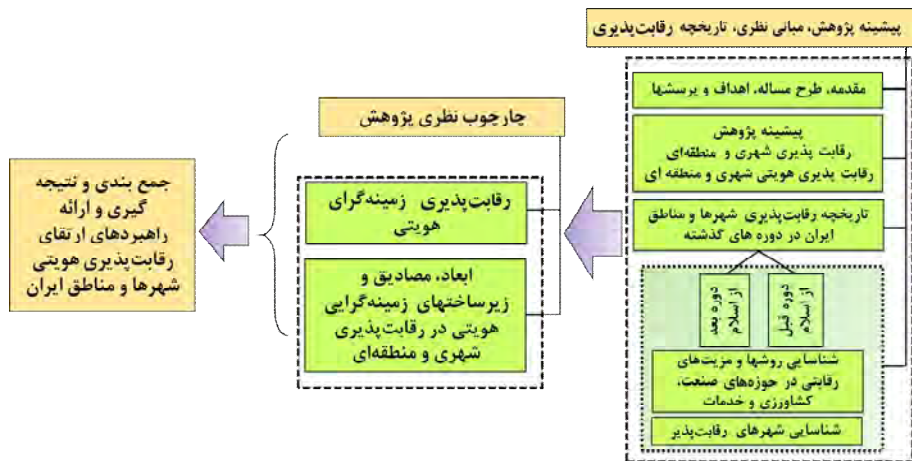 پیشینه پژوهش، مبانی نظری، تاریخچه رقابت‌پذیری
مقدمه، طرح مساله، اهداف و پرسشها
پیشینه پژوهش
رقابت پذیری شهری و منطقه‌ای
رقابت پذیری هویتی شهری و منطقه ای
تاریخچه رقابت‌پذیری شهرها و مناطق
ایران در دوره های گذشته
دوره قبل
از اسلام
دوره بعد
از اسلام
شناسایی روشها و مزیت‌های
رقابتی در حوزه‌های صنعت،
کشاورزی و خدمات
شناسایی شهرهای رقابت‌پذیر
چارچوب نظری پژوهش
رقابت‌پذیری زمینه‌گرای
هویتی
ابعاد، مصادیق و
زیرساختهای زمینه‌گرایی
هویتی در رقابت‌پذیری
شهری و منطقه‌ای
جمع بندی و نتیجه
گیری و ارائه
راهبردهای ارتقای
رقابت‌پذیری هویتی
شهرها و مناطق ایران